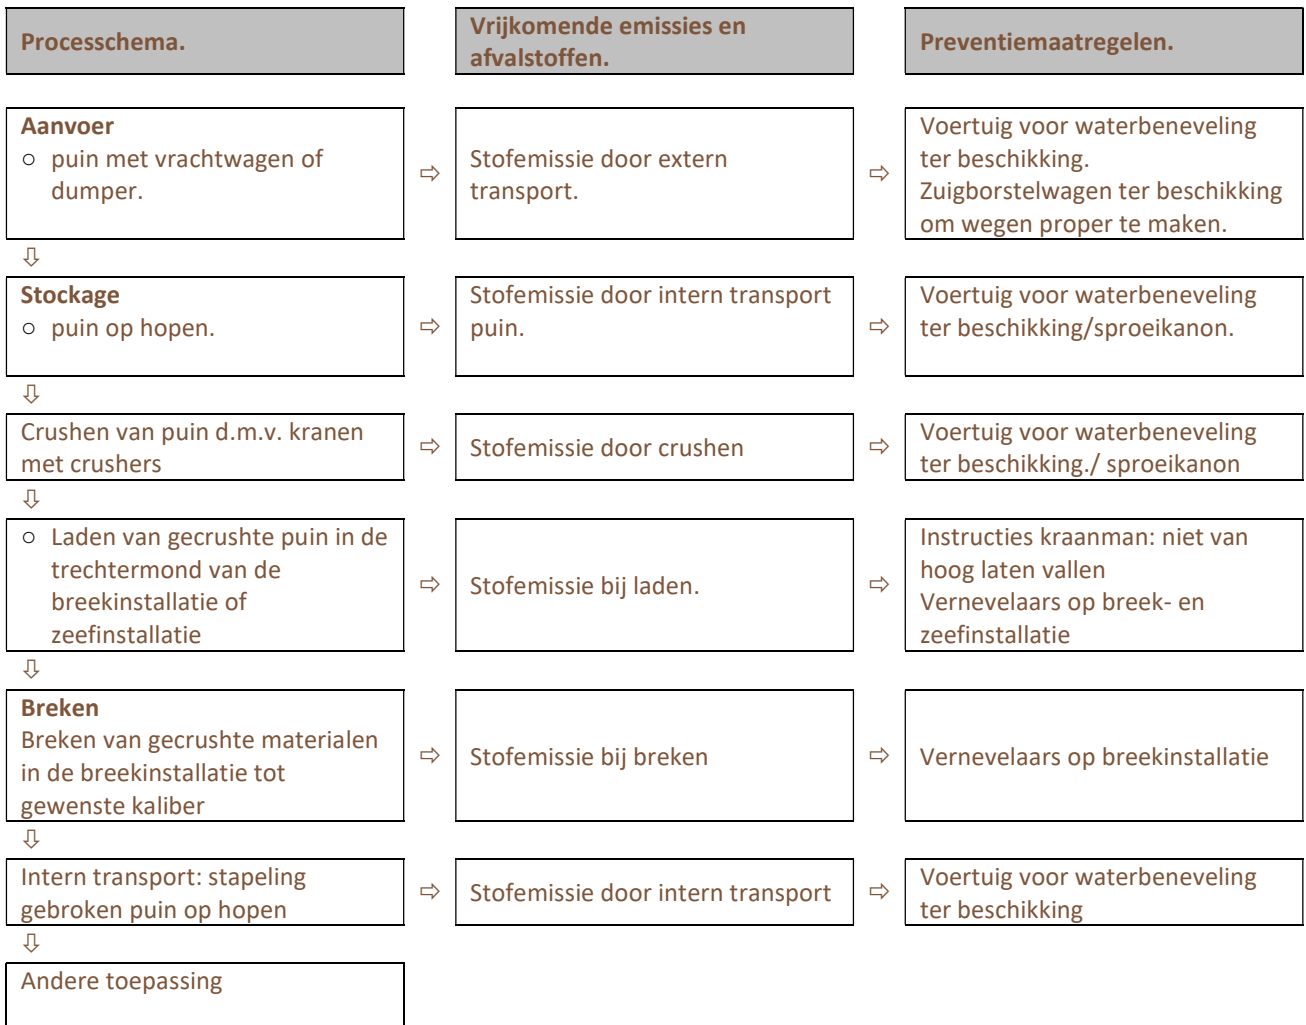 Processchema.
Vrijkomende emissies en
afvalstoffen.
Preventiemaatregelen.
Aanvoer
○ puin met vrachtwagen of
dumper.
⇨
Stofemissie door extern
transport.
⇨
Voertuig voor waterbeneveling
ter beschikking.
Zuigborstelwagen ter beschikking
om wegen proper te maken.
⇩
Stockage
○ puin op hopen.
⇨
Stofemissie door intern transport
puin.
⇨
Voertuig voor waterbeneveling
ter beschikking/sproeikanon.
⇩
Crushen van puin d.m.v. kranen
met crushers
⇨
Stofemissie door crushen
⇨
Voertuig voor waterbeneveling
ter beschikking./ sproeikanon
⇩
○ Laden van gecrushte puin in de
trechtermond van de
breekinstallatie of
zeefinstallatie
⇨
Stofemissie bij laden.
⇨
Instructies kraanman: niet van
hoog laten vallen
Vernevelaars op breek- en
zeefinstallatie
⇩
Breken
Breken van gecrushte materialen
in de breekinstallatie tot
gewenste kaliber
⇨
Stofemissie bij breken
⇨
Vernevelaars op breekinstallatie
⇩
Intern transport: stapeling
gebroken puin op hopen
⇨
Stofemissie door intern transport
⇨
Voertuig voor waterbeneveling
ter beschikking
⇩
Andere toepassing